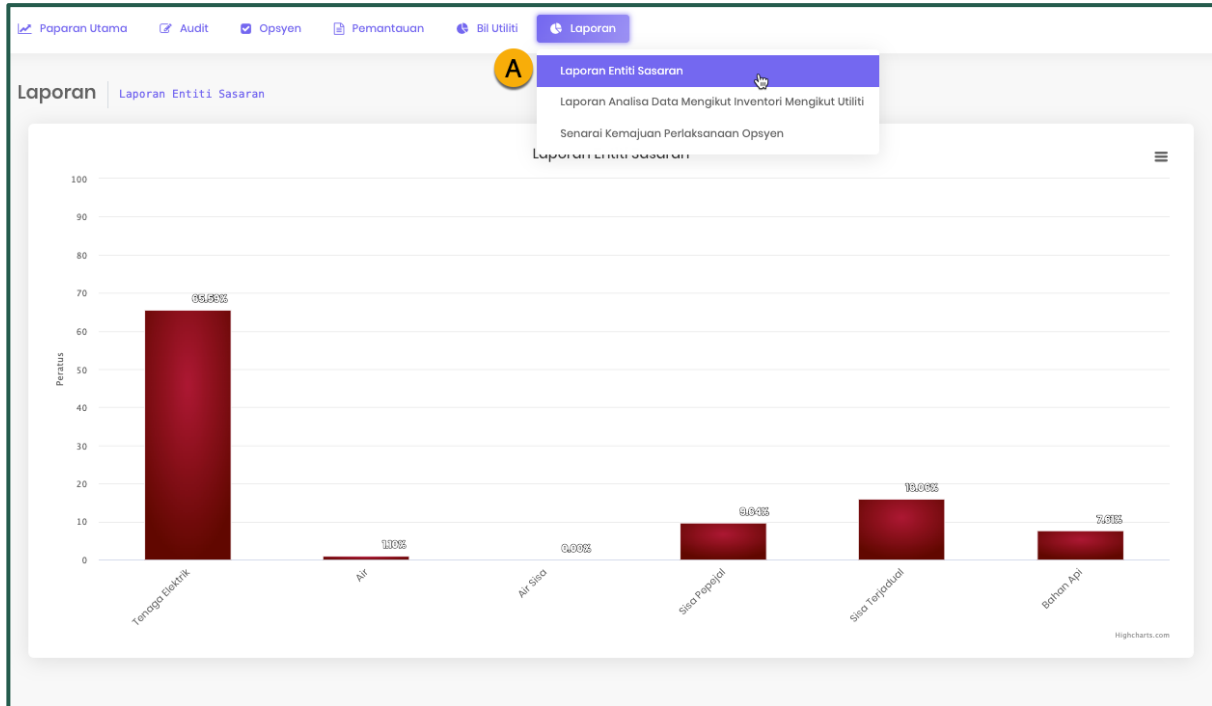 Paparan Utama Audit Opsyen Pemantauan Bil Utiliti Laporan
A
Laporan Entiti Sasaran
Laporan Analisa Data Mengikut Inventori Mengikut Utiliti
Senarai Kemajuan Perlaksanaan Opsyen
Laporan Laporan Entiti Sasaran
Laporan Entiti Sasaran
Peratus
100
90
80
70
60
50
40
30
20
10
0
65.59%
1.10%
0.00%
9.64%
16.06%
7.61%
Tenaga Elektrik
Air
Air Sisa
Sisa Pepejal
Sisa Terjadual
Bahan Api
Highcharts.com